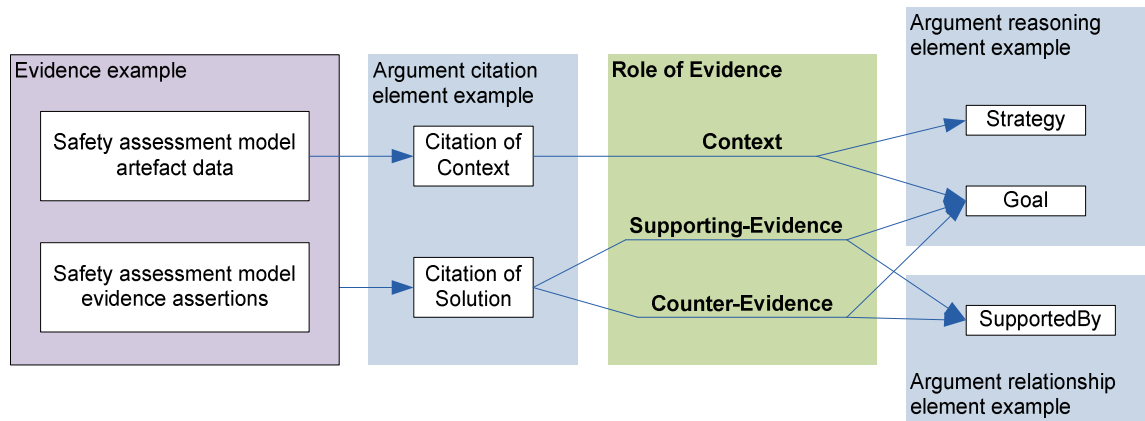 Evidence example
Safety assessment model
artefact data
Safety assessment model
evidence assertions
Argument citation
element example
Citation of
Context
Citation of
Solution
Role of Evidence
Context
Supporting-Evidence
Counter-Evidence
Argument reasoning
element example
Strategy
Goal
SupportedBy
Argument relationship
element example